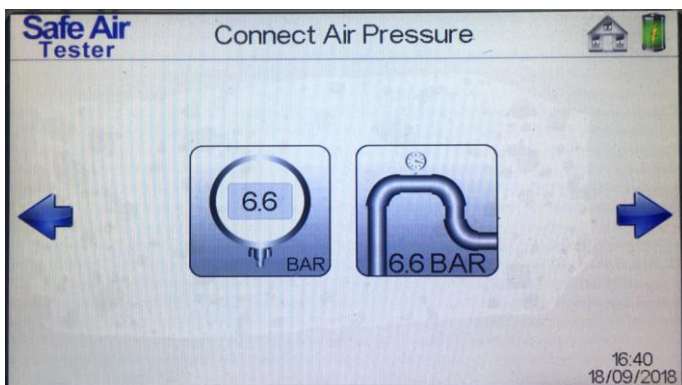 Safe Air
Tester
Connect Air Pressure
6.6
BAR
6.6 BAR
16:40
18/09/2018